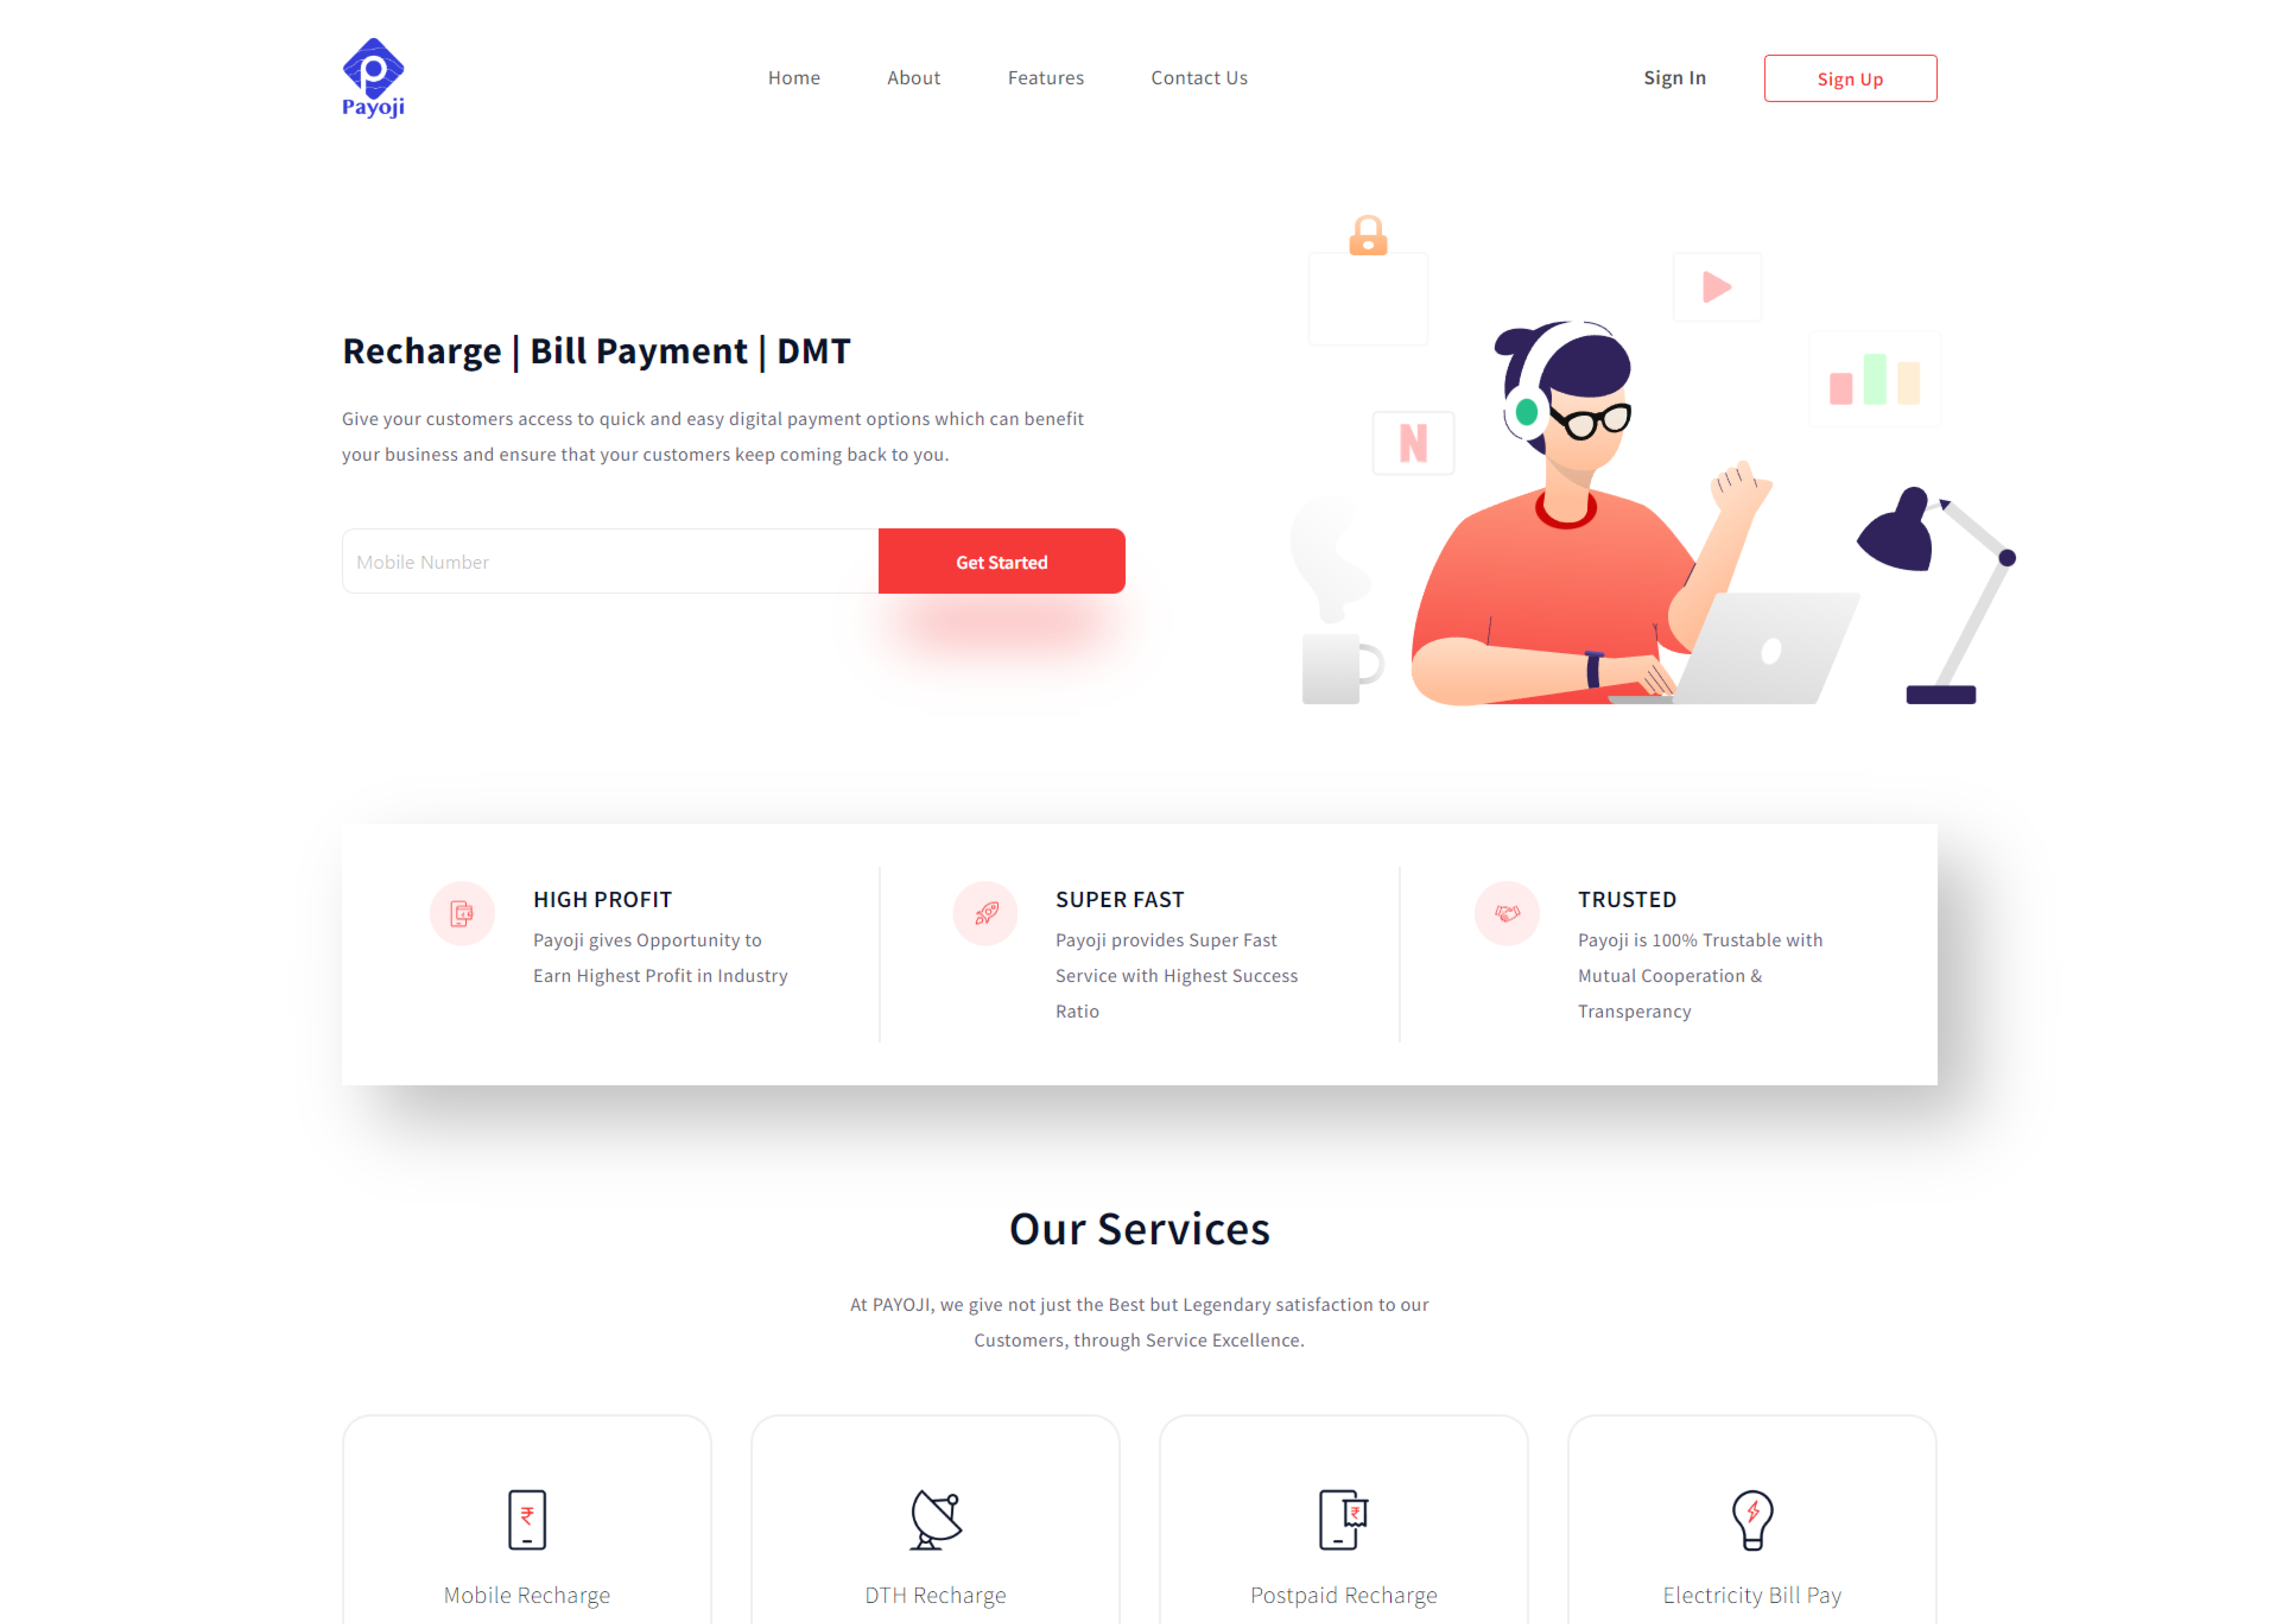 Payoji
Home
About
Features
Contact Us
Sign In
Sign Up
Recharge | Bill Payment | DMT
Give your customers access to quick and easy digital payment options which can benefit
your business and ensure that your customers keep coming back to you.
Mobile Number
Get Started
N
HIGH PROFIT
Payoji gives Opportunity to
Earn Highest Profit in Industry
SUPER FAST
Payoji provides Super Fast
Service with Highest Success
Ratio
TRUSTED
Payoji is 100% Trustable with
Mutual Cooperation &
Transperancy
Our Services
At PAYOJI, we give not just the Best but Legendary satisfaction to our
Customers, through Service Excellence.
₹
₹
Mobile Recharge
DTH Recharge
Postpaid Recharge
Electricity Bill Pay